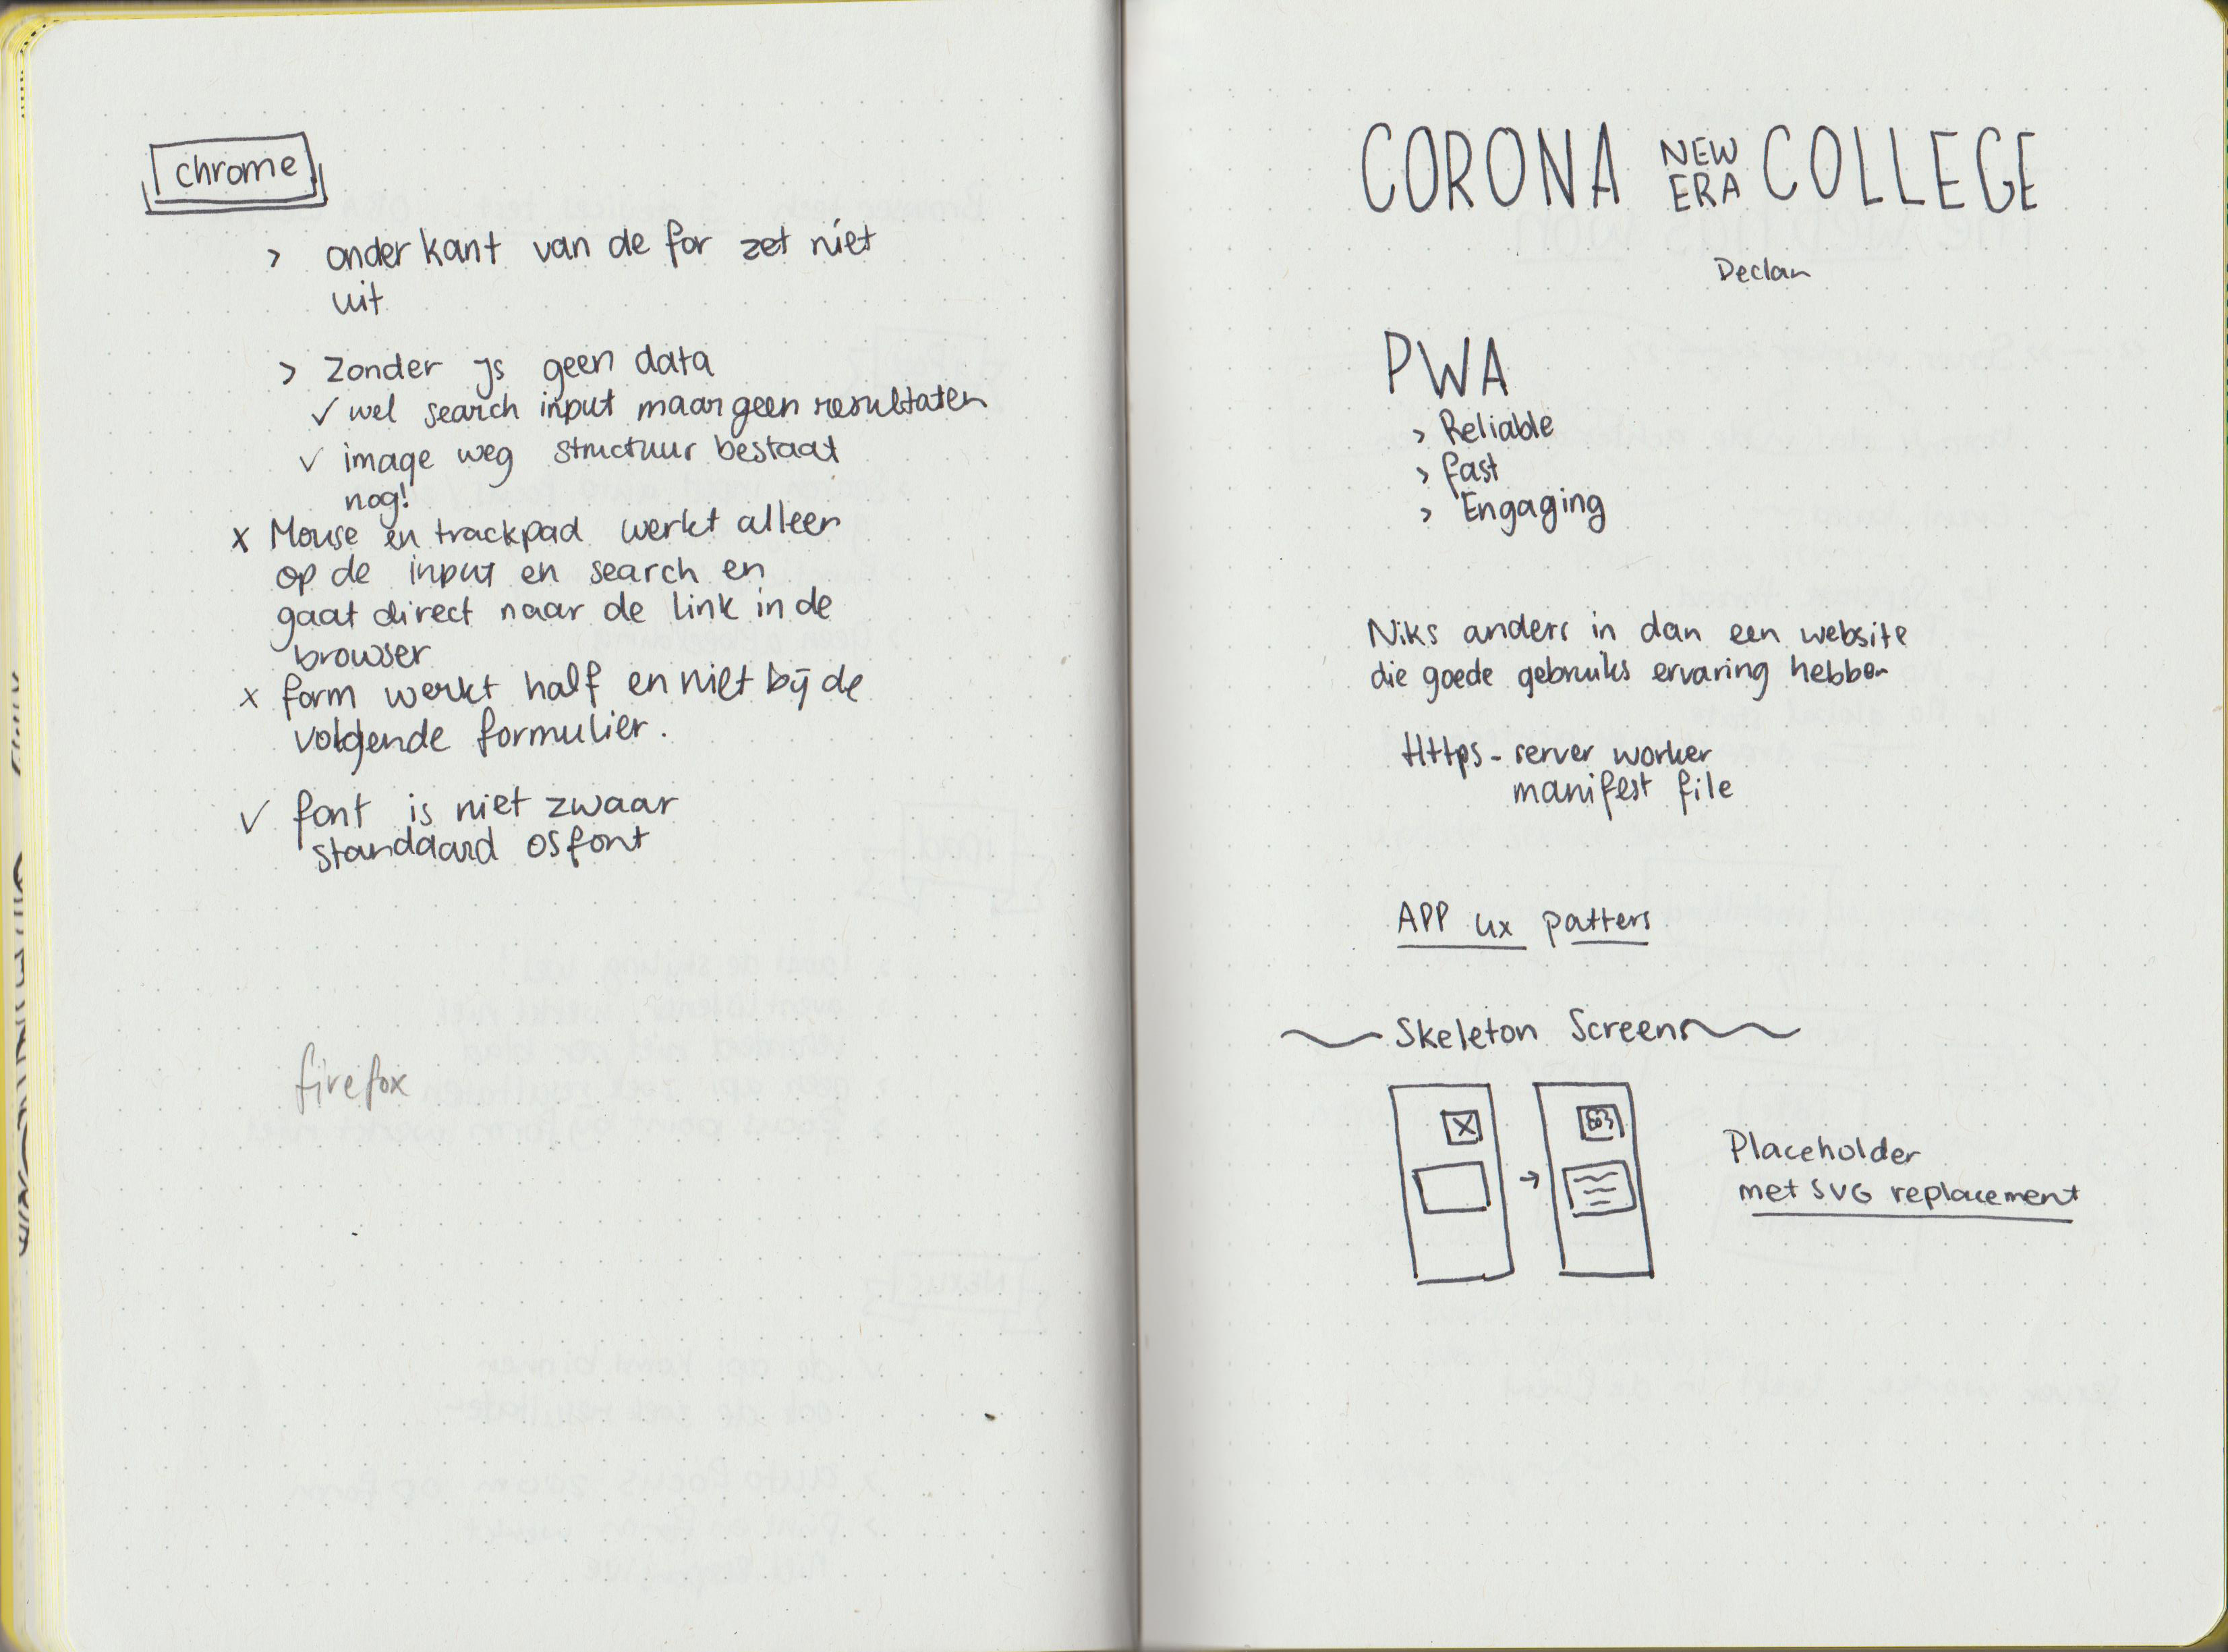 chrome
> onderkant van de for zet niet
uit
> Zonder js geen data
✓ wel search input maar geen resultaten
✓ image weg structuur bestaat
nog!
x Mouse en trackpad werkt alleen
op de input en search en
gaat direct naar de link in de
browser
x form werkt half en niet bij de
volgende formulier.
✓ font is niet zwaar
standaard os font
firefox
CORONA NEW ERA COLLEGE
Declan
PWA
> Reliable
> fast
> Engaging
Niks anders in dan een website
die goede gebruiks ervaring hebben
Https - server worker
manifest file
APP ux patters
Skeleton Screens
Placeholder
met SVG replacement